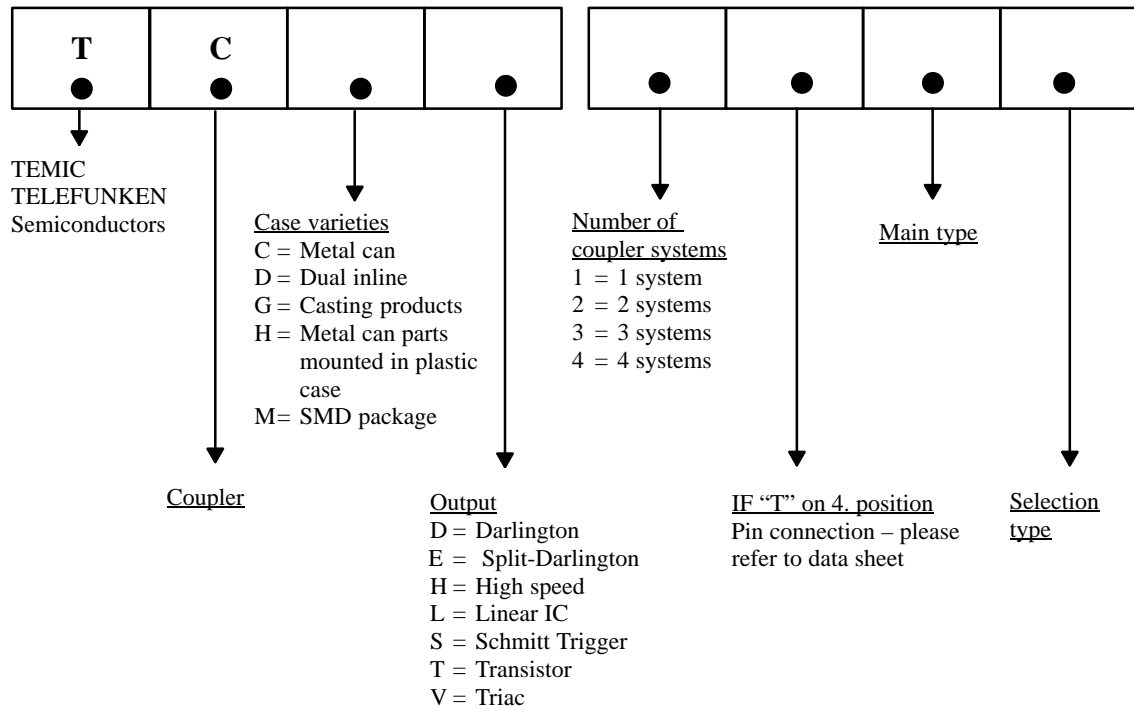 T C
TEMIC
TELEFUNKEN
Semiconductors
Case varieties
C = Metal can
D = Dual inline
G = Casting products
H = Metal can parts
mounted in plastic
case
M= SMD package
Number of
coupler systems
1 = 1 system
2 = 2 systems
3 = 3 systems
4 = 4 systems
Main type
Coupler
Output
D = Darlington
E = Split-Darlington
H = High speed
L = Linear IC
S = Schmitt Trigger
T = Transistor
V = Triac
IF “T” on 4. position
Pin connection – please
refer to data sheet
Selection
type